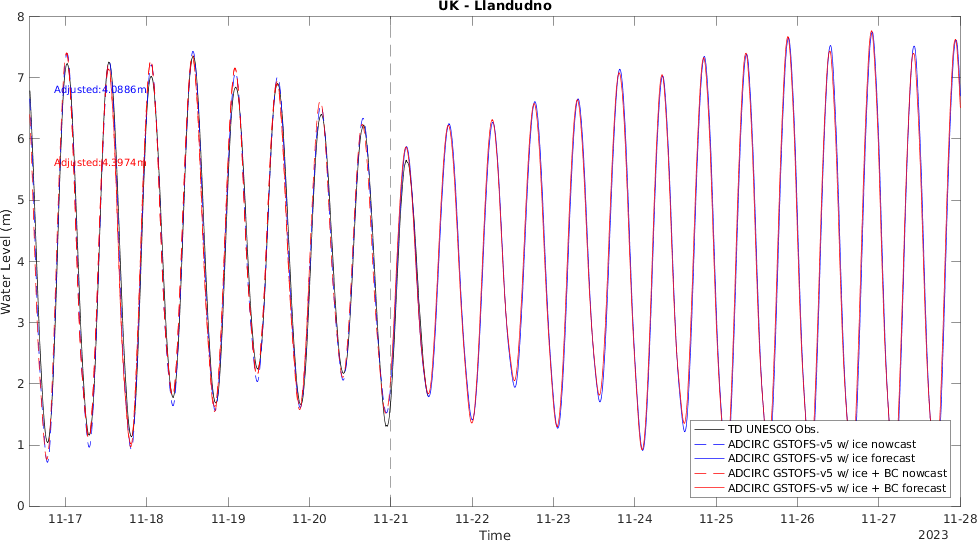 UK - Llandudno
8
7
6
5
4
3
2
1
0
Water Level (m)
Adjusted:4.0886m
Adjusted:4.3974m
TD UNESCO Obs.
ADCIRC GSTOFS-v5 w/ ice nowcast
ADCIRC GSTOFS-v5 w/ ice forecast
ADCIRC GSTOFS-v5 w/ ice + BC nowcast
ADCIRC GSTOFS-v5 w/ ice + BC forecast
11-17 11-18 11-19 11-20 11-21 11-22 11-23 11-24 11-25 11-26 11-27 11-28
Time
2023